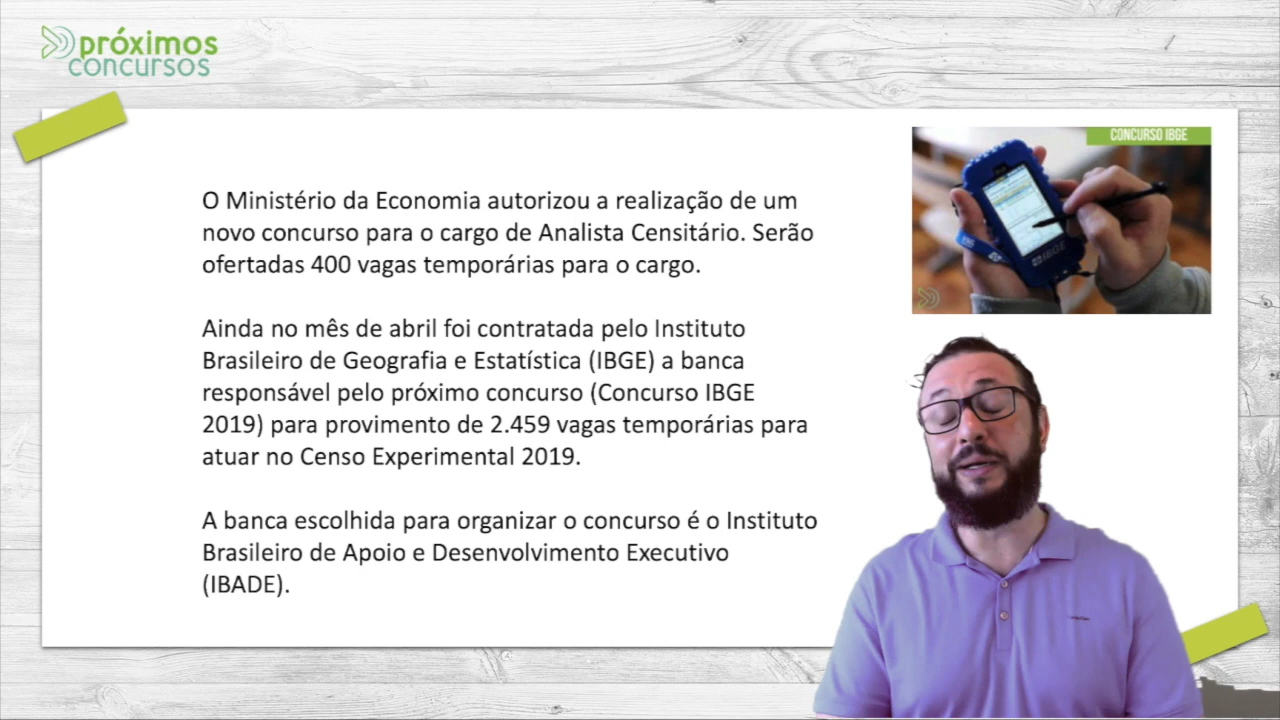 próximos
concursos
CONCURSO IBGE
O Ministério da Economia autorizou a realização de um
novo concurso para o cargo de Analista Censitário. Serão
ofertadas 400 vagas temporárias para o cargo.
Ainda no mês de abril foi contratada pelo Instituto
Brasileiro de Geografia e Estatística (IBGE) a banca
responsável pelo próximo concurso (Concurso IBGE
2019) para provimento de 2.459 vagas temporárias para
atuar no Censo Experimental 2019.
A banca escolhida para organizar o concurso é o Instituto
Brasileiro de Apoio e Desenvolvimento Executivo
(IBADE).
IBGE